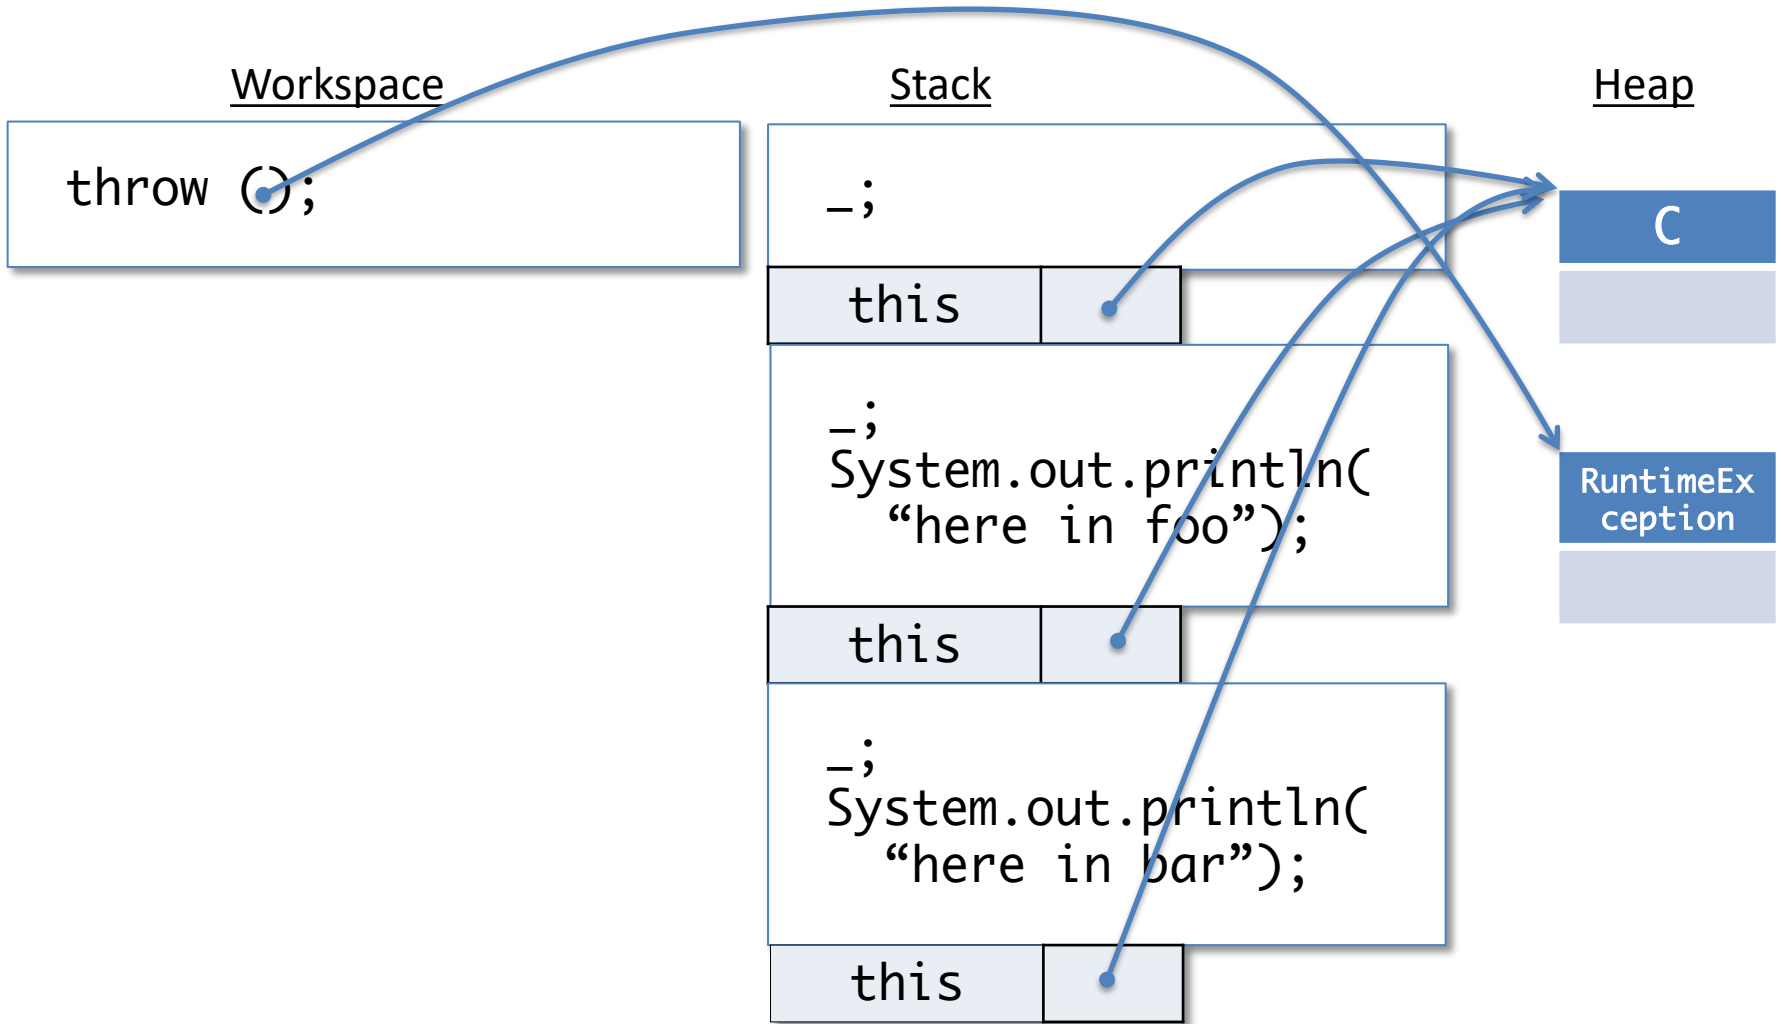 Workspace
Stack
Heap
throw ();
_;
this
C
_;
System.out.println(
“here in foo”);
RuntimeEx
ception
this
_;
System.out.println(
“here in bar”);
this